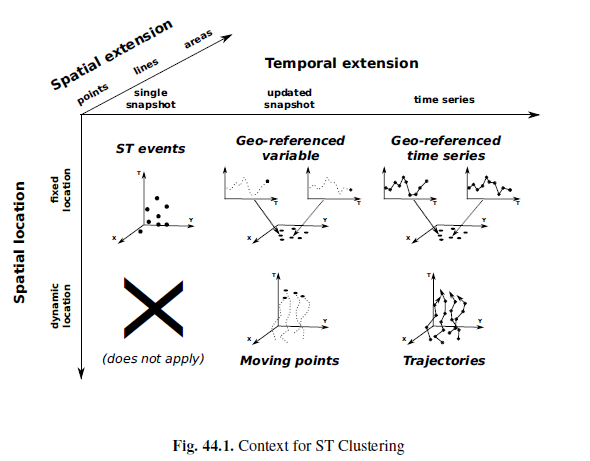 Spatial extension
points lines areas
Temporal extension
single
snapshot
updated
snapshot
time series
Spatial location
fixed
location
ST events
Geo-referenced
variable
Geo-referenced
time series
T
Y
X
T
T
Y
X
T
T
Y
X
dynamic
location
(does not apply)
T
Y
X
Moving points
T
Y
X
Trajectories
Fig. 44.1. Context for ST Clustering